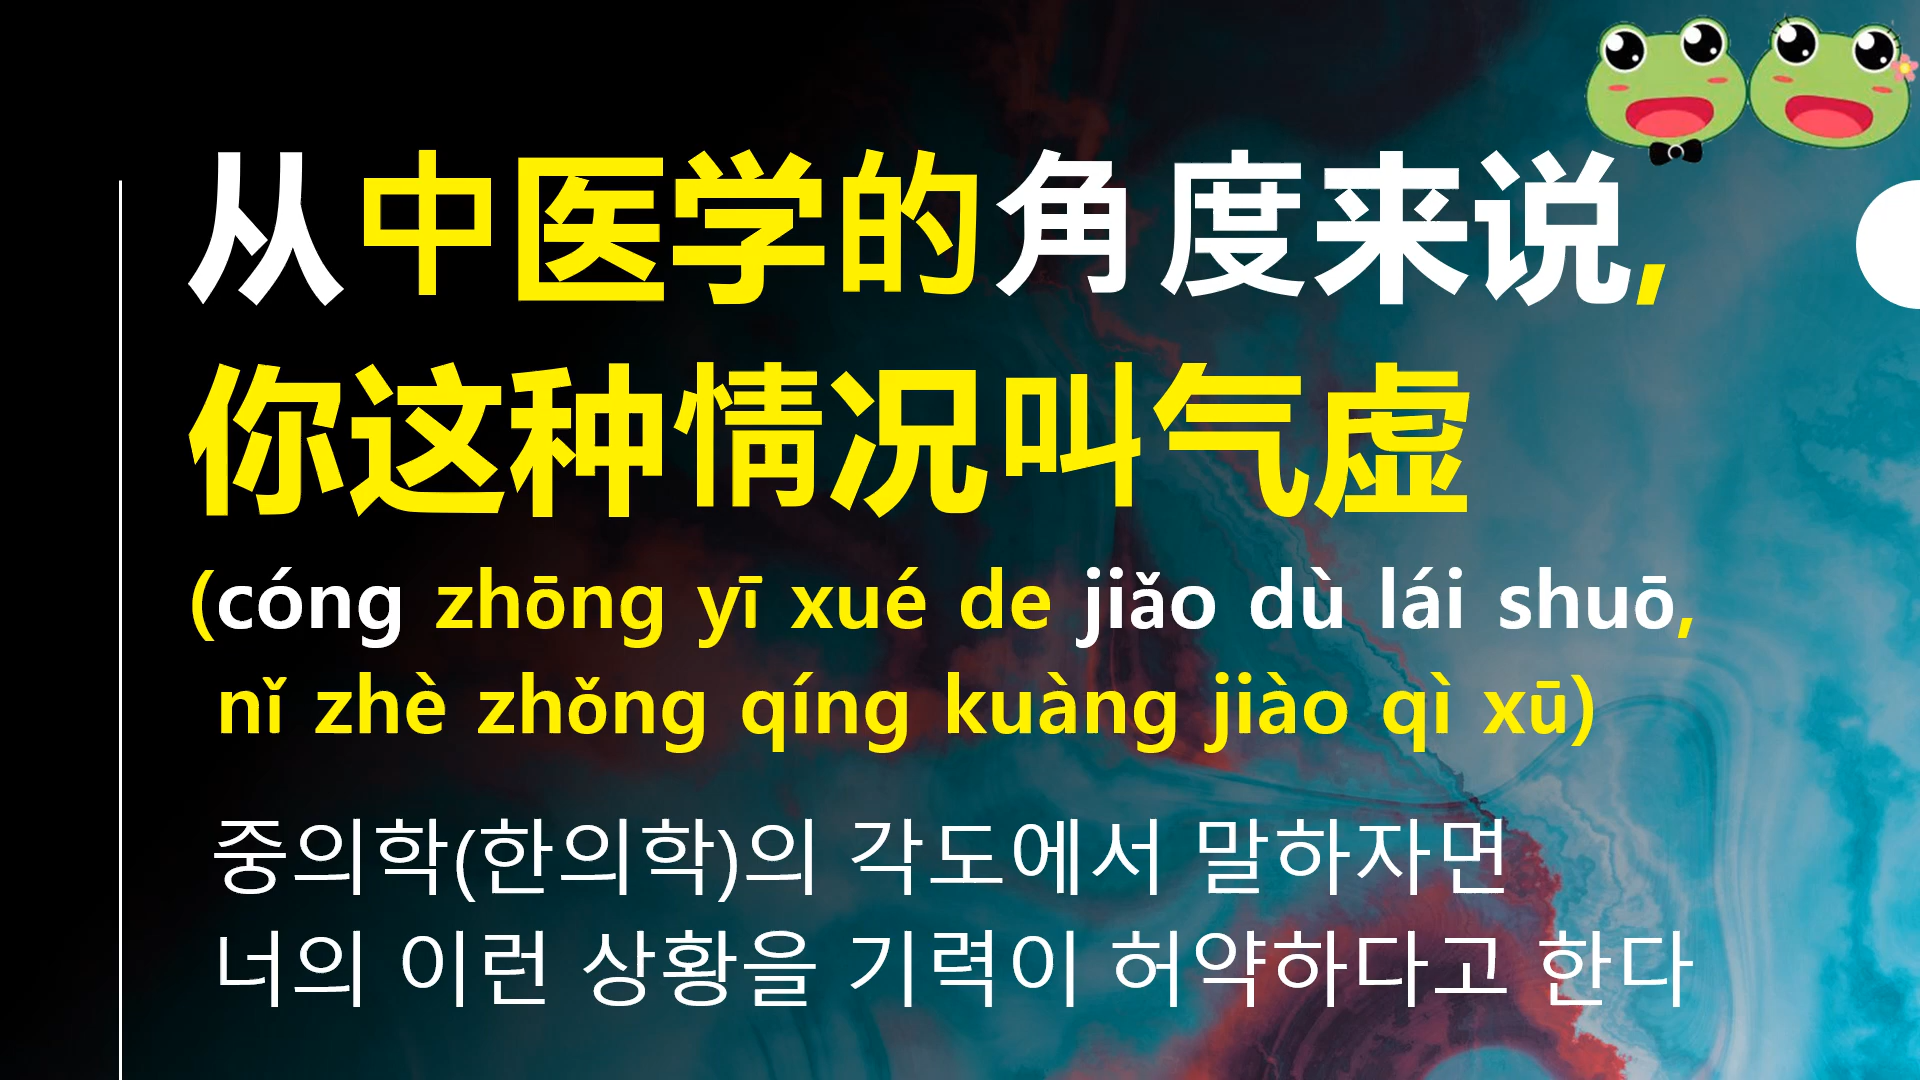 从中医学的角度来说,
你这种情况叫气虚
(cóng zhōng yī xué de jiǎo dù lái shuō,
nǐ zhè zhǒng qíng kuàng jiào qì xū)
중의학(한의학)의 각도에서 말하자면
너의 이런 상황을 기력이 허약하다고 한다